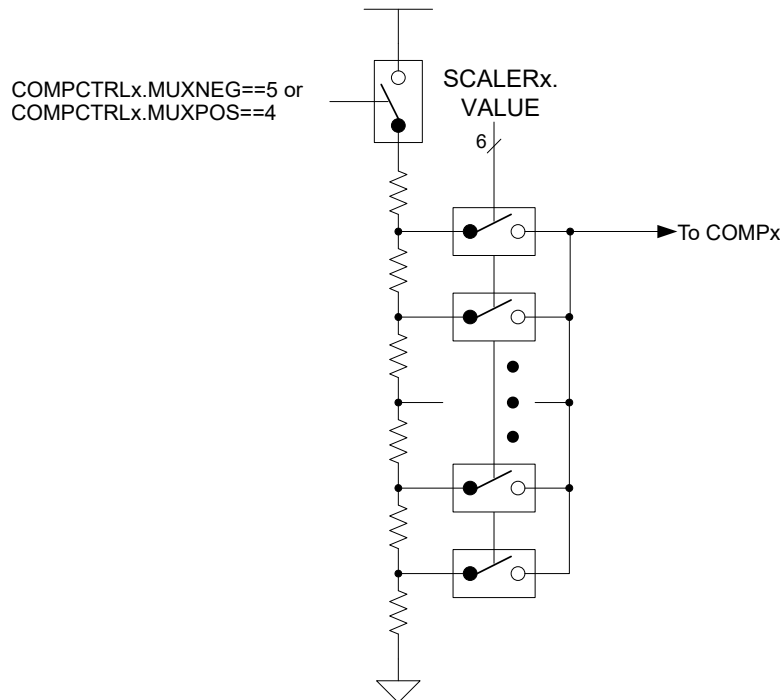 COMPCTRLx.MUXNEG==5 or
COMPCTRLx.MUXPOS==4
SCALERx.
VALUE
6
To COMPx